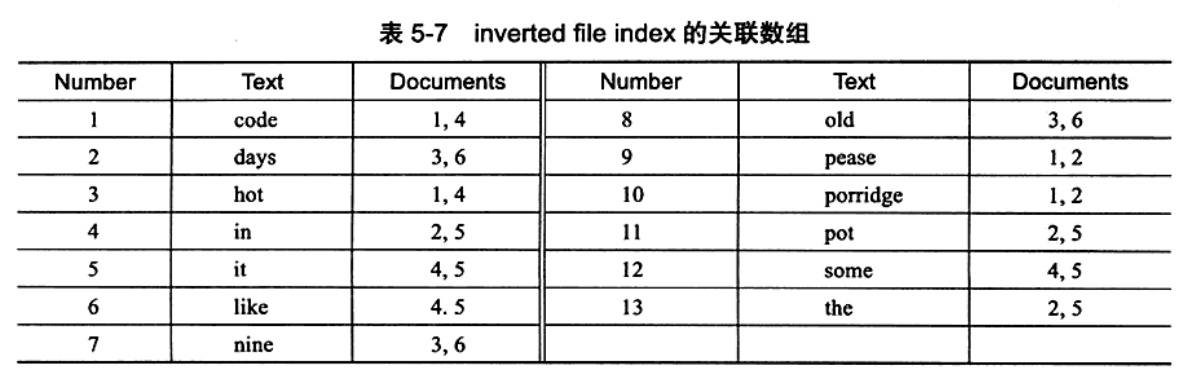 表 5-7 inverted file index 的关联数组
Number Text Documents Number Text Documents
1 code 1, 4 8 old 3, 6
2 days 3, 6 9 pease 1, 2
3 hot 1, 4 10 porridge 1, 2
4 in 2, 5 11 pot 2, 5
5 it 4, 5 12 some 4, 5
6 like 4. 5 13 the 2, 5
7 nine 3, 6